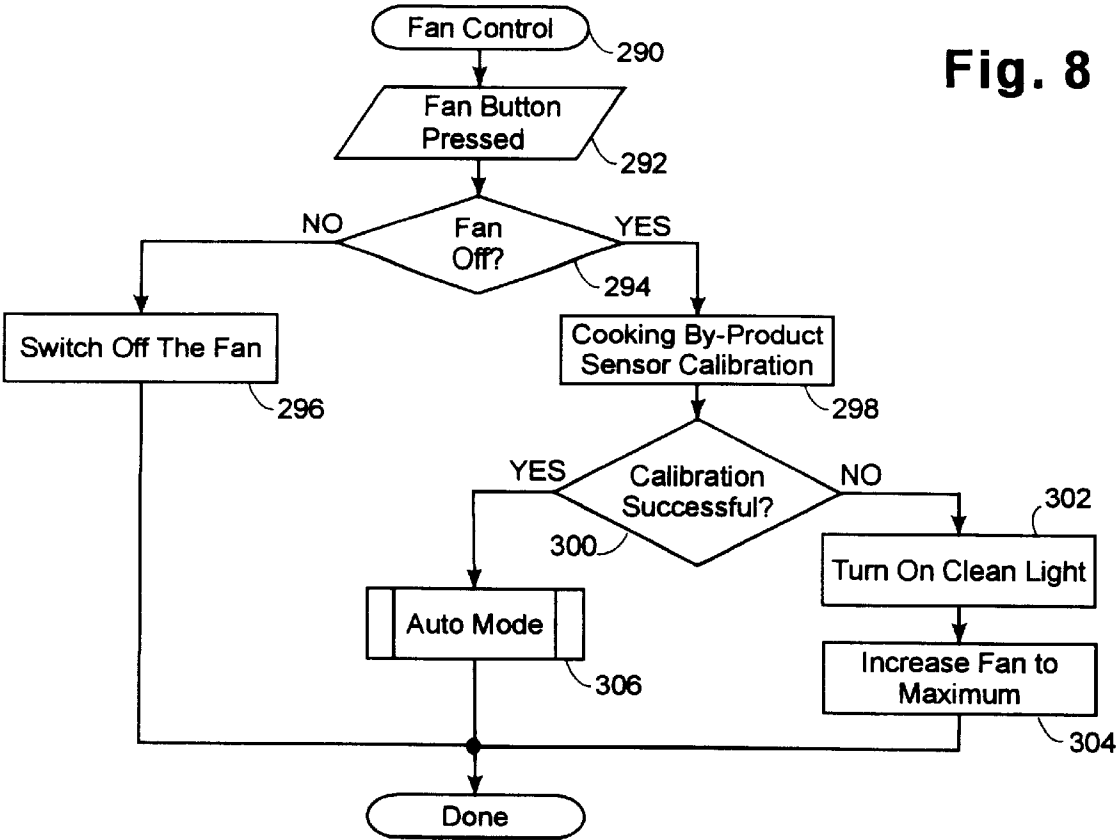 Fan Control
290
Fig. 8
Fan Button
Pressed
292
NO
Fan
Off?
YES
294
Switch Off The Fan
296
Cooking By-Product
Sensor Calibration
298
YES
Calibration
Successful?
NO
300
302
Turn On Clean Light
Auto Mode
306
Increase Fan to
Maximum
304
Done